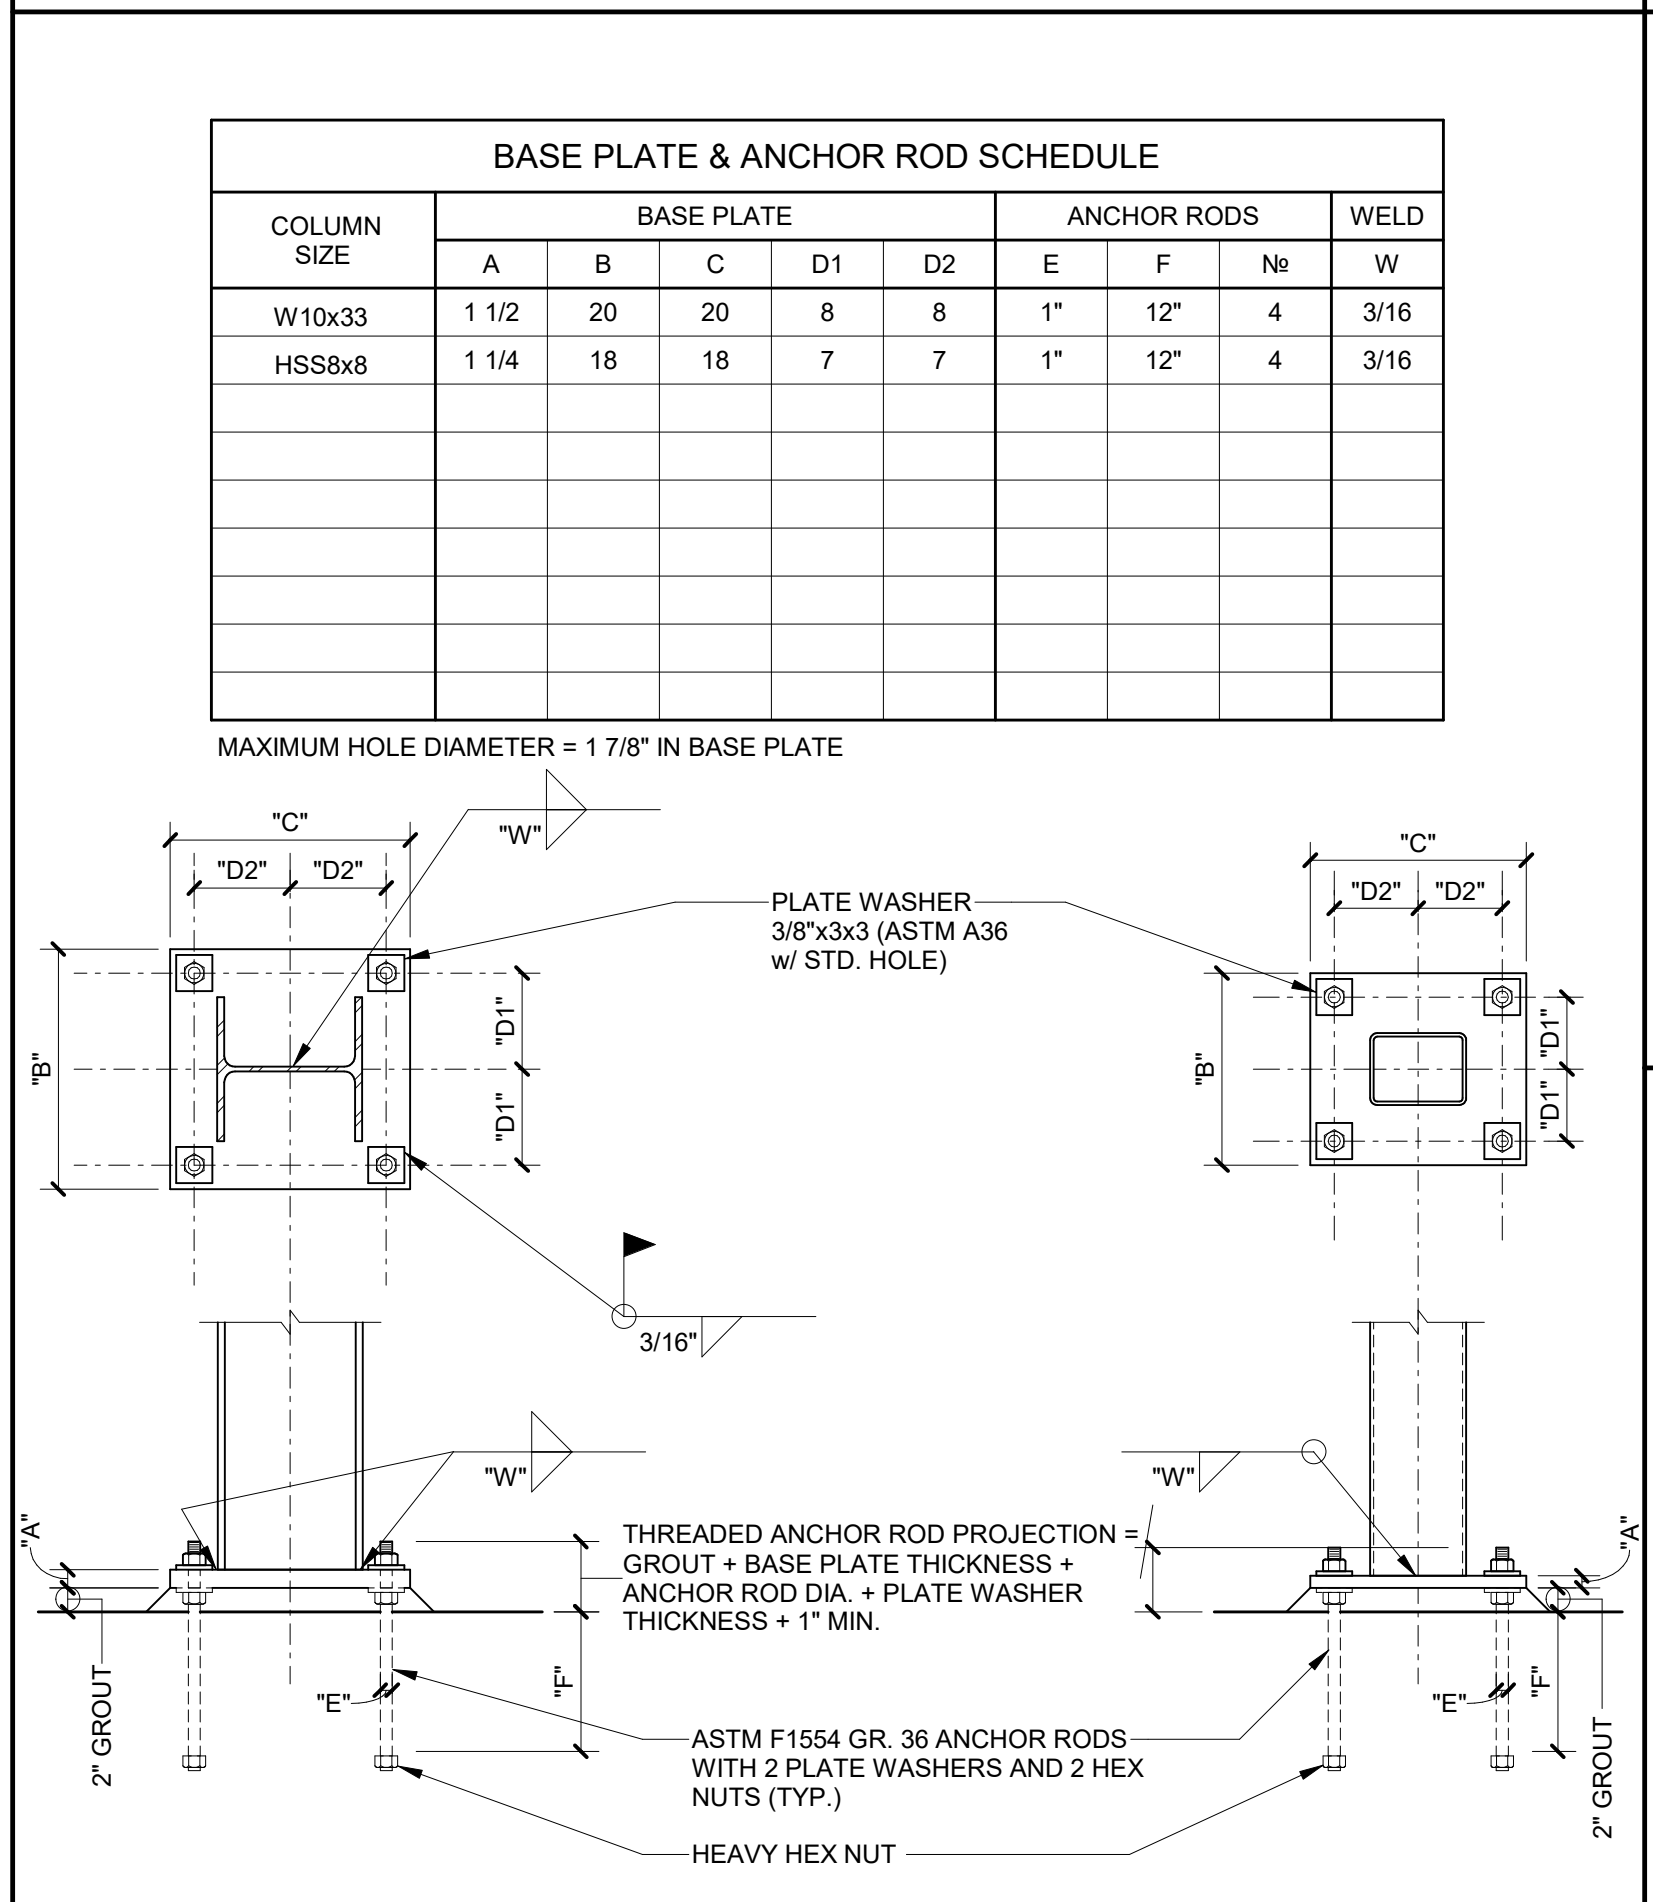 BASE PLATE & ANCHOR ROD SCHEDULE
COLUMN SIZE BASE PLATE ANCHOR RODS WELD
A B C D1 D2 E F № W
W10x33 1 1/2 20 20 8 8 1" 12" 4 3/16
HSS8x8 1 1/4 18 18 7 7 1" 12" 4 3/16
MAXIMUM HOLE DIAMETER = 1 7/8" IN BASE PLATE
"C"
"D2" "D2"
"W"
"B"
"D1"
"D1"
PLATE WASHER
3/8"x3x3 (ASTM A36
w/ STD. HOLE)
"C"
"D2" "D2"
"B"
"D1"
"D1"
3/16"
"W"
"W"
"A"
"A"
THREADED ANCHOR ROD PROJECTION =
GROUT + BASE PLATE THICKNESS +
ANCHOR ROD DIA. + PLATE WASHER
THICKNESS + 1" MIN.
2" GROUT
"E"
"F"
"E"
"F"
2" GROUT
ASTM F1554 GR. 36 ANCHOR RODS
WITH 2 PLATE WASHERS AND 2 HEX
NUTS (TYP.)
HEAVY HEX NUT